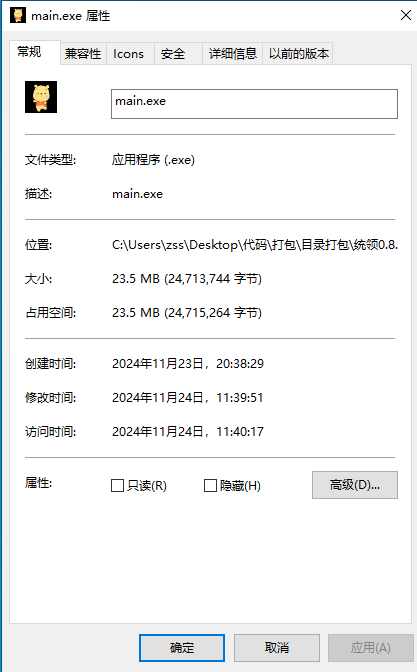 main.exe 属性
常规 兼容性 Icons 安全 详细信息 以前的版本
main.exe
文件类型: 应用程序 (.exe)
描述: main.exe
位置: C:\Users\zss\Desktop\代码\打包\目录打包\统领0.8.
大小: 23.5 MB (24,713,744 字节)
占用空间: 23.5 MB (24,715,264 字节)
创建时间: 2024年11月23日，20:38:29
修改时间: 2024年11月24日，11:39:51
访问时间: 2024年11月24日，11:40:17
属性: 只读(R) 隐藏(H) 高级(D)...
确定 取消 应用(A)